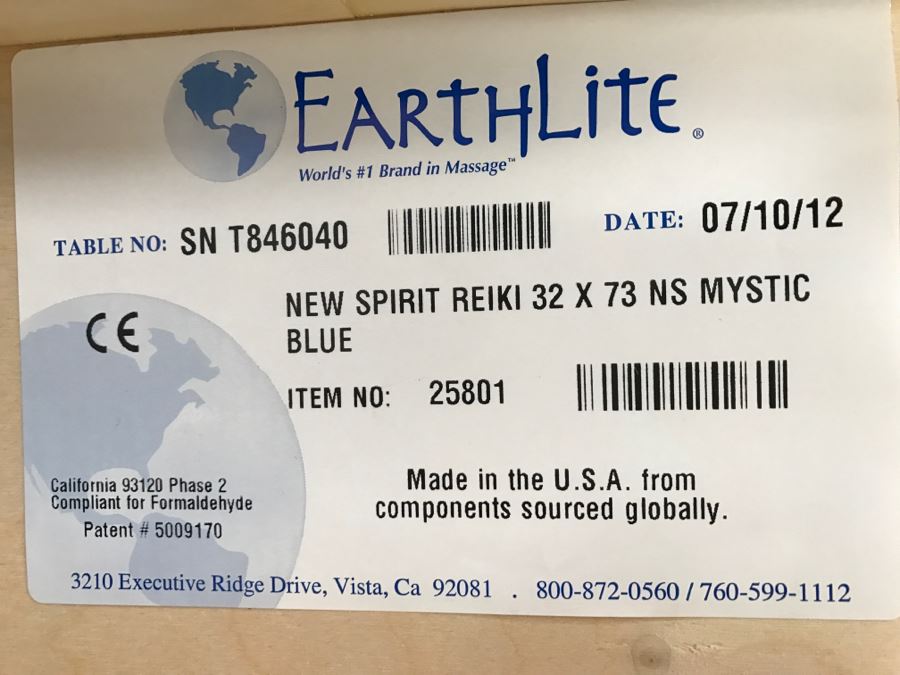 EARTHLITE®
World's #1 Brand in Massage™
TABLE NO: SN T846040 DATE: 07/10/12
NEW SPIRIT REIKI 32 X 73 NS MYSTIC
BLUE
CE
ITEM NO: 25801
Made in the U.S.A. from
components sourced globally.
California 93120 Phase 2
Compliant for Formaldehyde
Patent # 5009170
3210 Executive Ridge Drive, Vista, Ca 92081 . 800-872-0560 / 760-599-1112